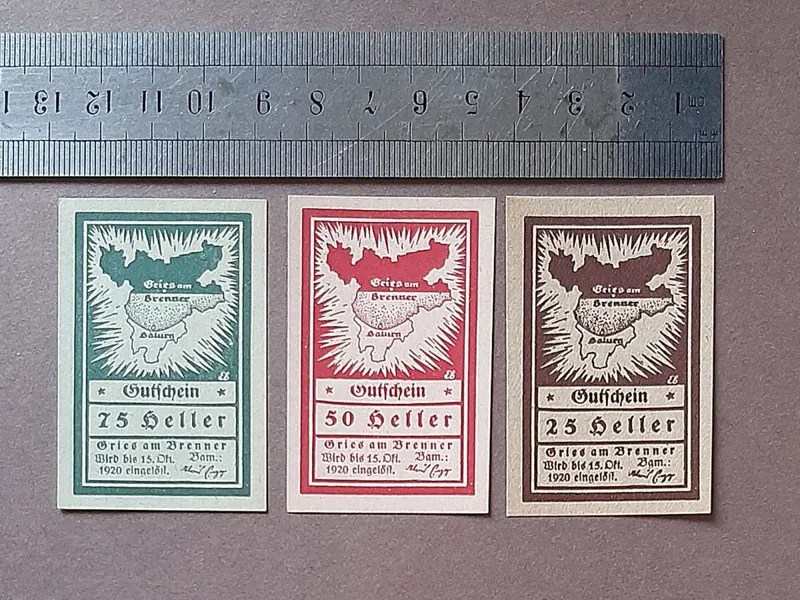 13 12 11 10 9 8 7 6 5 4 3 2 1 cm
Gries am
Brenner
Salurn
EB
★ Gutschein ★
75 Heller
Gries am Brenner
Wird bis 15. Okt.
1920 eingelöst.
Bgm.:
Gries am
Brenner
Salurn
EB
★ Gutschein ★
50 Heller
Gries am Brenner
Wird bis 15. Okt.
1920 eingelöst.
Bgm.:
Gries am
Brenner
Salurn
EB
★ Gutschein ★
25 Heller
Gries am Brenner
Wird bis 15. Okt.
1920 eingelöst.
Bgm.: